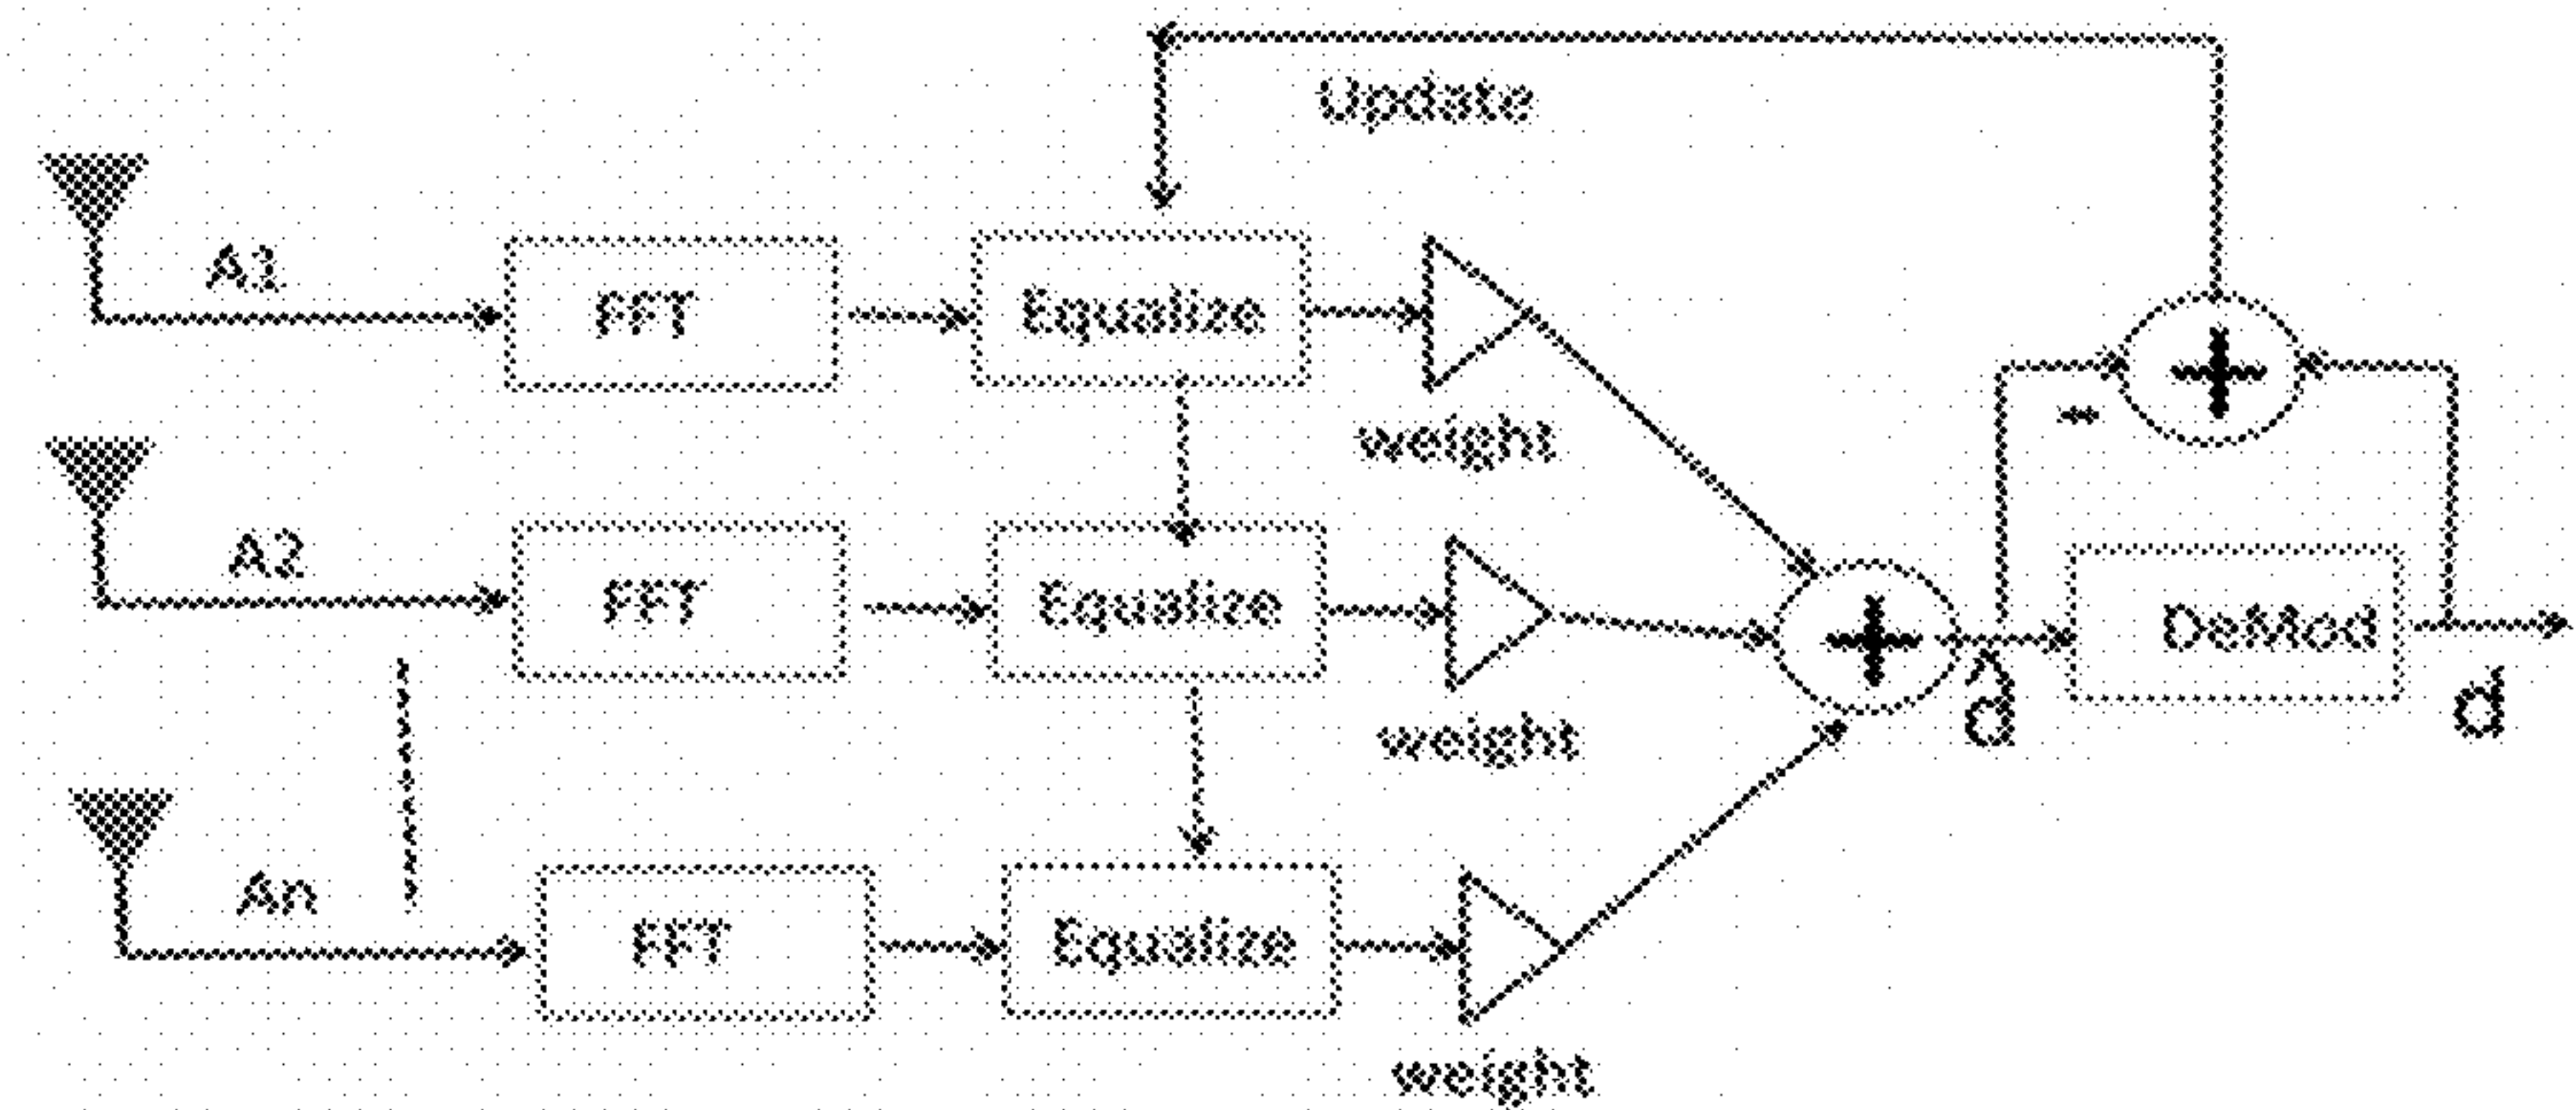 Update
A1
FFT
Equalize
weight
A2
FFT
Equalize
weight
+
-
+
d̂
DeMod
d
An
FFT
Equalize
weight